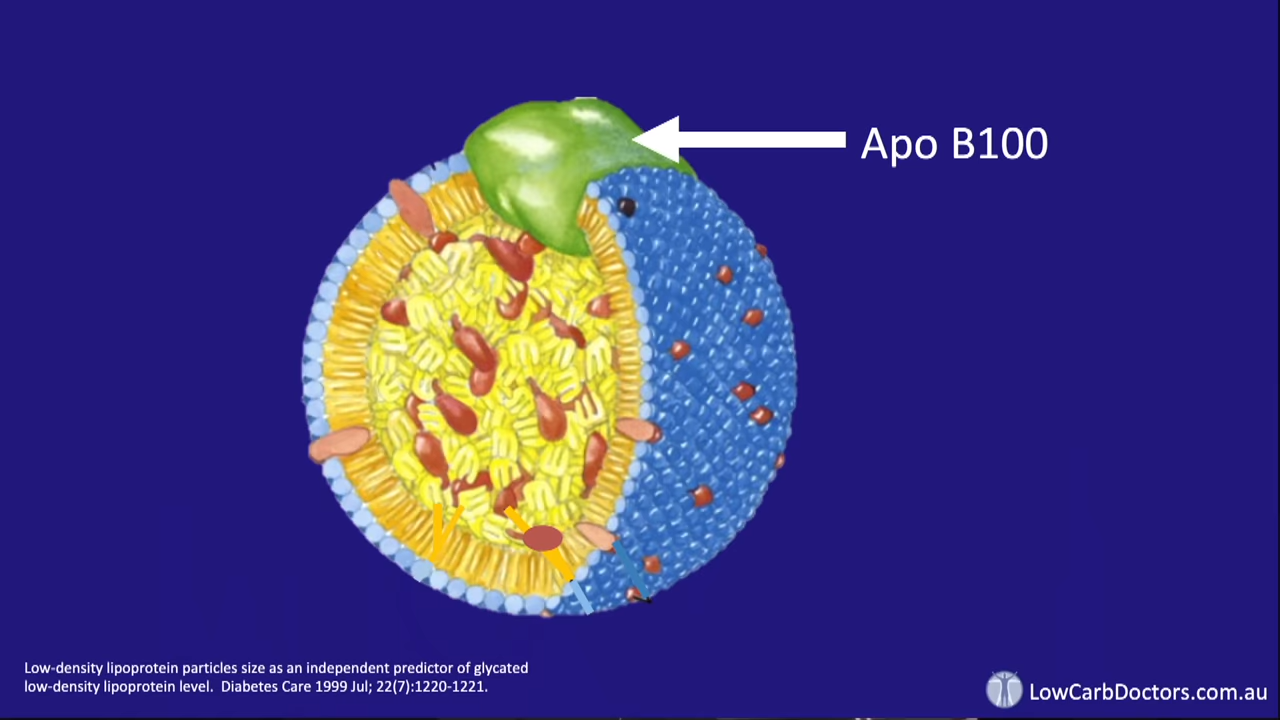 Apo B100
Low-density lipoprotein particles size as an independent predictor of glycated
low-density lipoprotein level.  Diabetes Care 1999 Jul; 22(7):1220-1221.
LowCarbDoctors.com.au